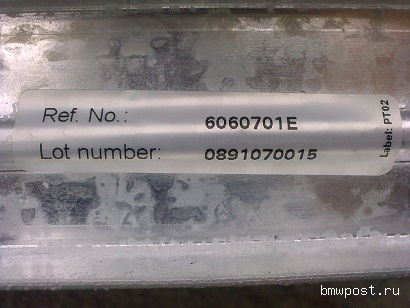 Ref. No.: 6060701E
Lot number: 0891070015
Label: PT02
bmwpost.ru